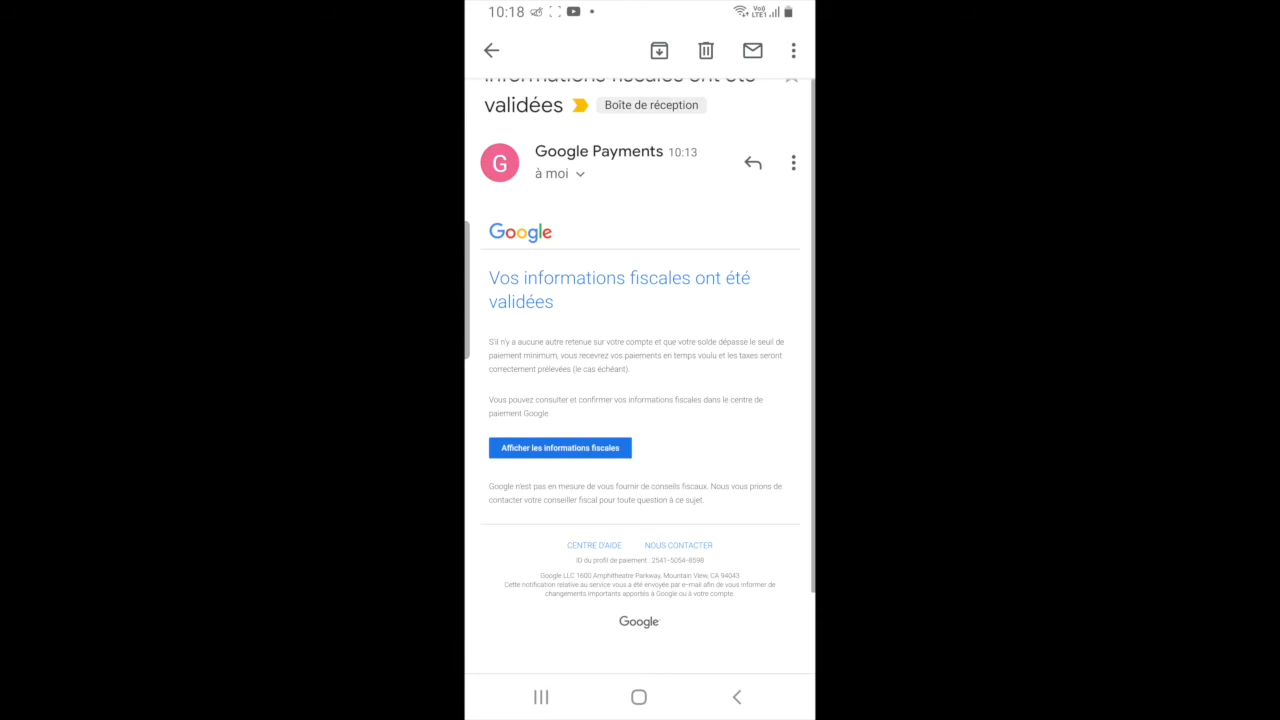 10:18
Vo)) LTE1
informations fiscales ont été
validées
Boîte de réception
G
Google Payments 10:13
à moi
Google
Vos informations fiscales ont été
validées
S'il n'y a aucune autre retenue sur votre compte et que votre solde dépasse le seuil de
paiement minimum, vous recevrez vos paiements en temps voulu et les taxes seront
correctement prélevées (le cas échéant).
Vous pouvez consulter et confirmer vos informations fiscales dans le centre de
paiement Google
Afficher les informations fiscales
Google n'est pas en mesure de vous fournir de conseils fiscaux. Nous vous prions de
contacter votre conseiller fiscal pour toute question à ce sujet.
CENTRE D'AIDE NOUS CONTACTER
ID du profil de paiement : 2541-5054-8598
Google LLC 1600 Amphitheatre Parkway, Mountain View, CA 94043
Cette notification relative au service vous a été envoyée par e-mail afin de vous informer de
changements importants apportés à Google ou à votre compte.
Google